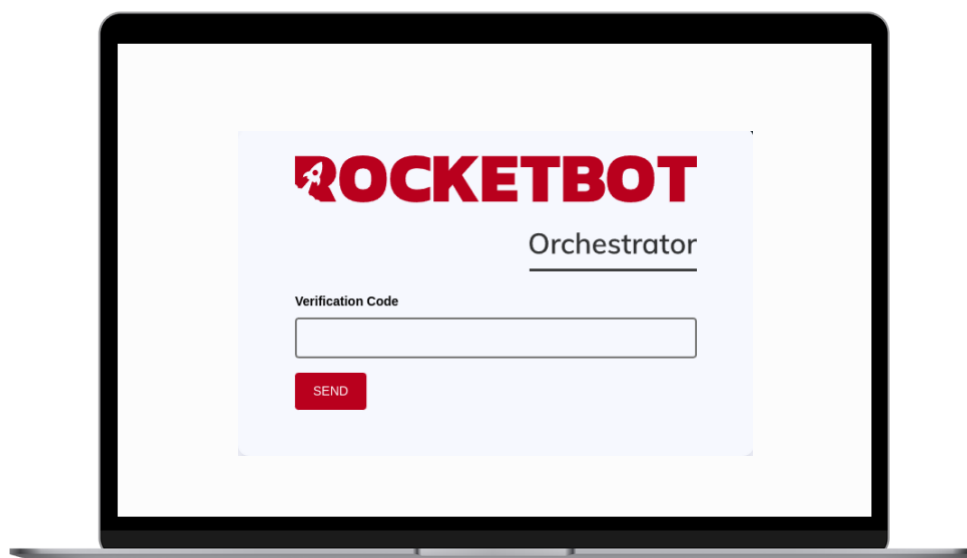 ROCKETBOT
Orchestrator
Verification Code
SEND